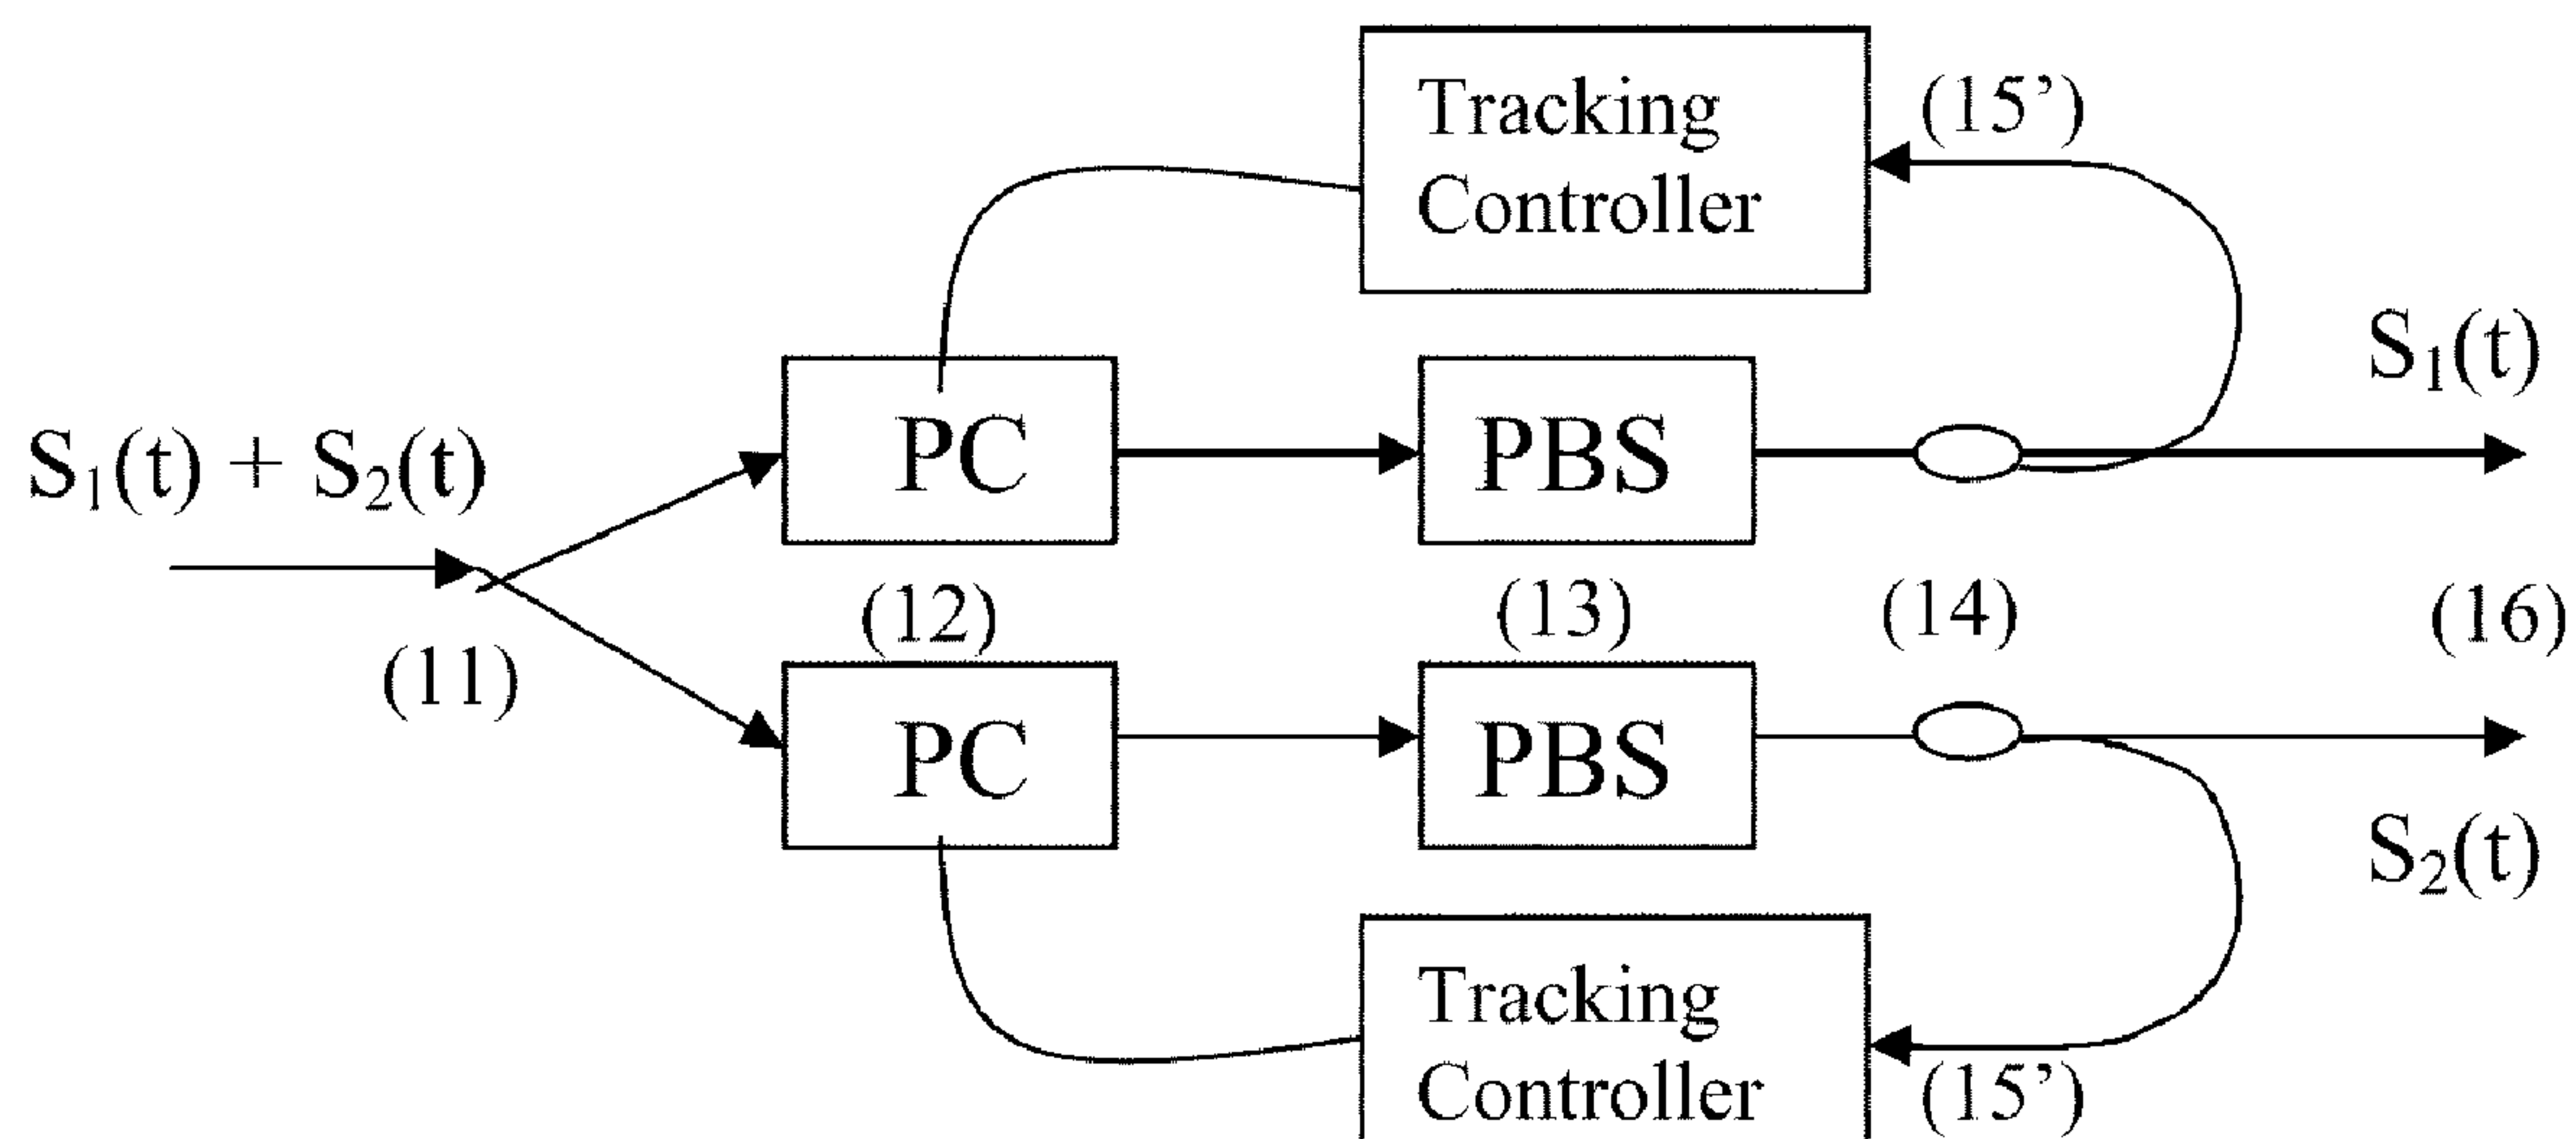 Tracking
Controller
(15’)
S₁(t)
S₁(t) + S₂(t)
PC
PBS
(11)
(12)
(13)
(14)
(16)
PC
PBS
S₂(t)
Tracking
Controller
(15’)